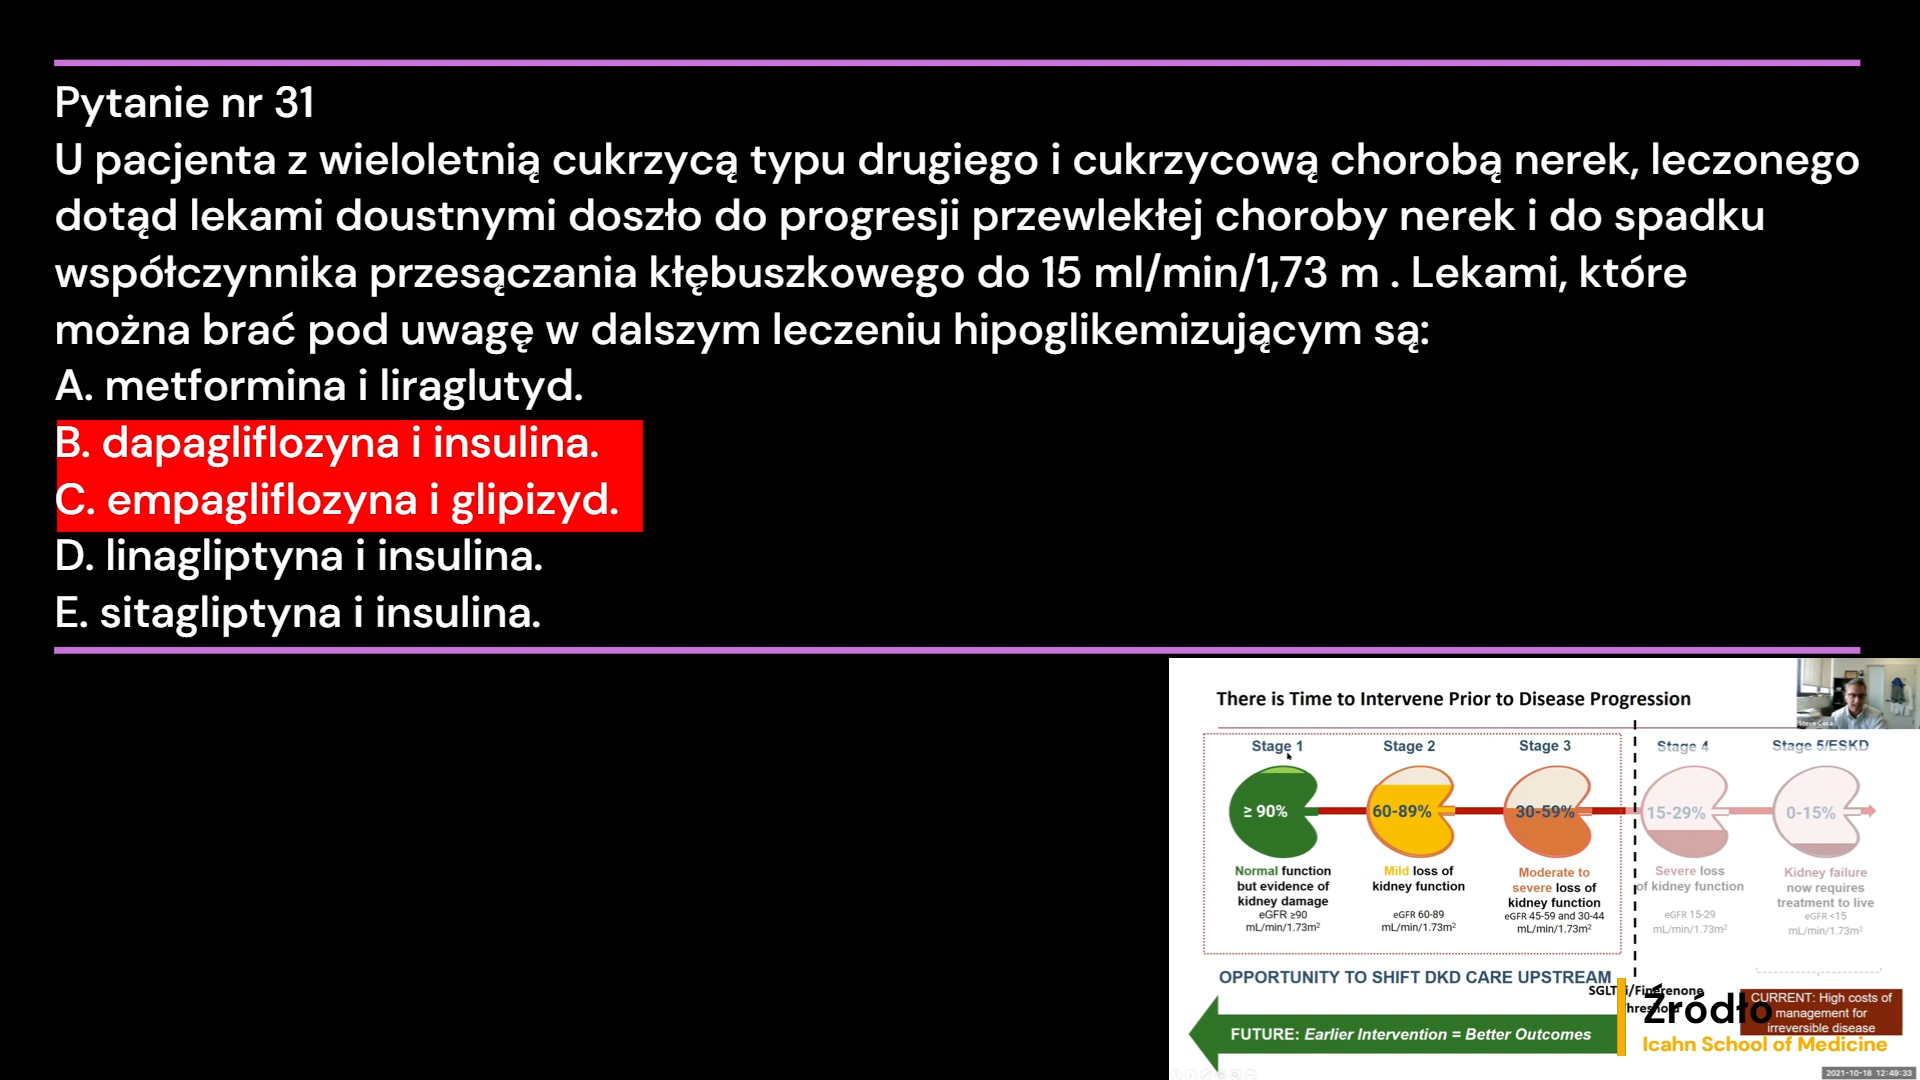 Pytanie nr 31
U pacjenta z wieloletnią cukrzycą typu drugiego i cukrzycową chorobą nerek, leczonego
dotąd lekami doustnymi doszło do progresji przewlekłej choroby nerek i do spadku
współczynnika przesączania kłębuszkowego do 15 ml/min/1,73 m . Lekami, które
można brać pod uwagę w dalszym leczeniu hipoglikemizującym są:
A. metformina i liraglutyd.
B. dapagliflozyna i insulina.
C. empagliflozyna i glipizyd.
D. linagliptyna i insulina.
E. sitagliptyna i insulina.
There is Time to Intervene Prior to Disease Progression
Stage 1
≥ 90%
Normal function
but evidence of
kidney damage
eGFR ≥90
mL/min/1.73m²
Stage 2
60-89%
Mild loss of
kidney function
eGFR 60-89
mL/min/1.73m²
Stage 3
30-59%
Moderate to
severe loss of
kidney function
eGFR 45-59 and 30-44
mL/min/1.73m²
Stage 4
15-29%
Severe loss
of kidney function
eGFR 15-29
mL/min/1.73m²
Stage 5/ESKD
0-15%
Kidney failure
now requires
treatment to live
eGFR <15
mL/min/1.73m²
OPPORTUNITY TO SHIFT DKD CARE UPSTREAM
FUTURE: Earlier Intervention = Better Outcomes
CURRENT: High costs of
management for
irreversible disease
Źródło
Icahn School of Medicine
2021-10-18 12:49:33